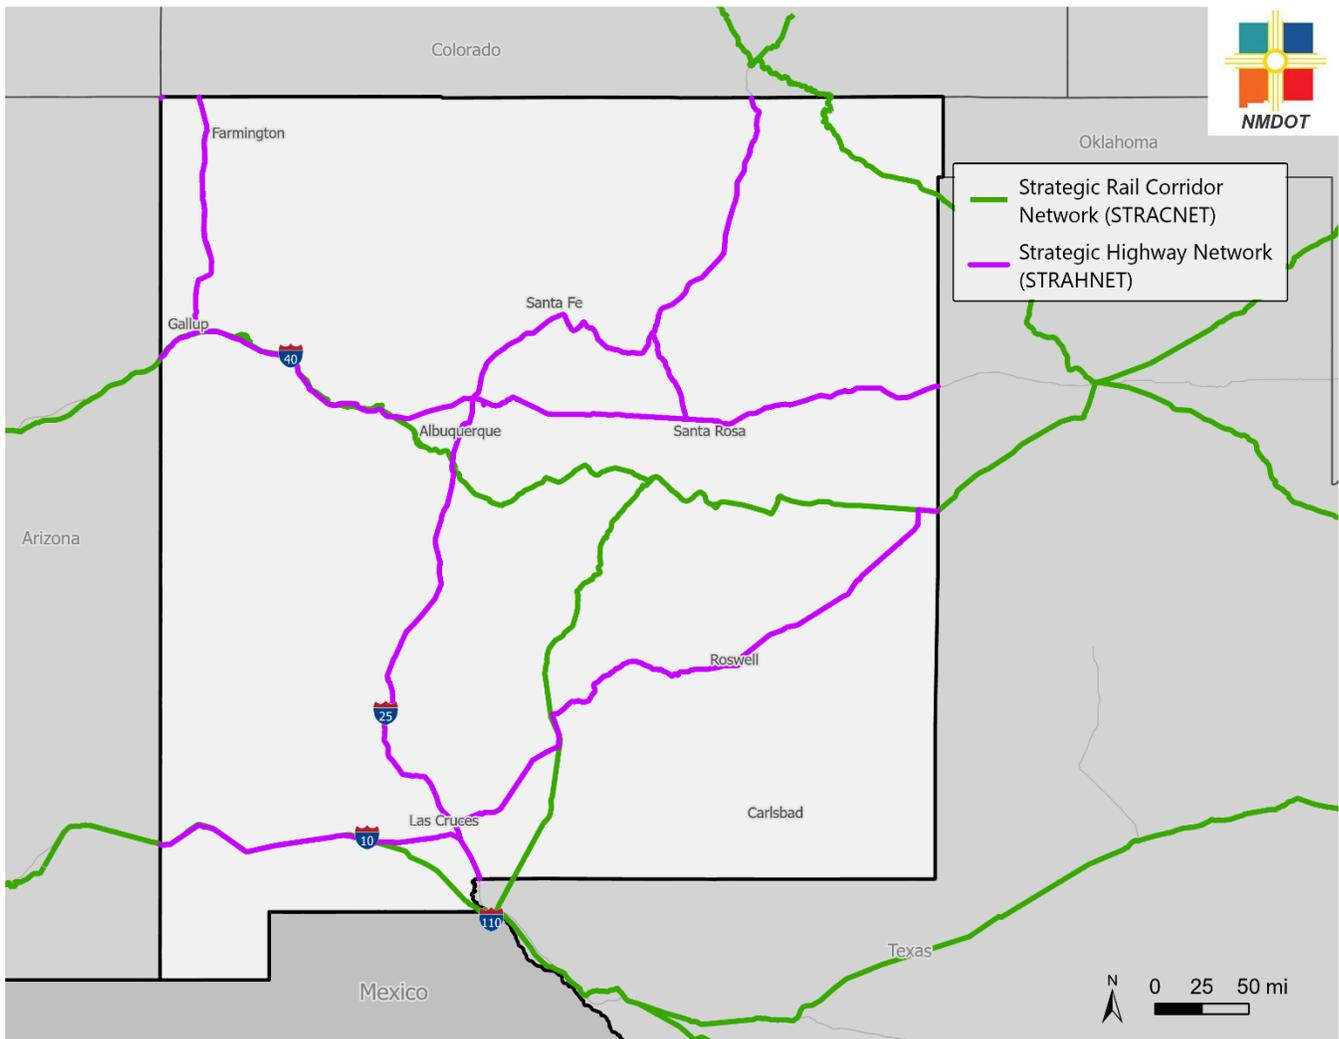 Colorado
NMDOT
Farmington
Oklahoma
Strategic Rail Corridor
Network (STRACNET)
Strategic Highway Network
(STRAHNET)
Santa Fe
Gallup
40
Albuquerque
Santa Rosa
Arizona
Roswell
25
Las Cruces
Carlsbad
10
110
Texas
Mexico
N
0 25 50 mi